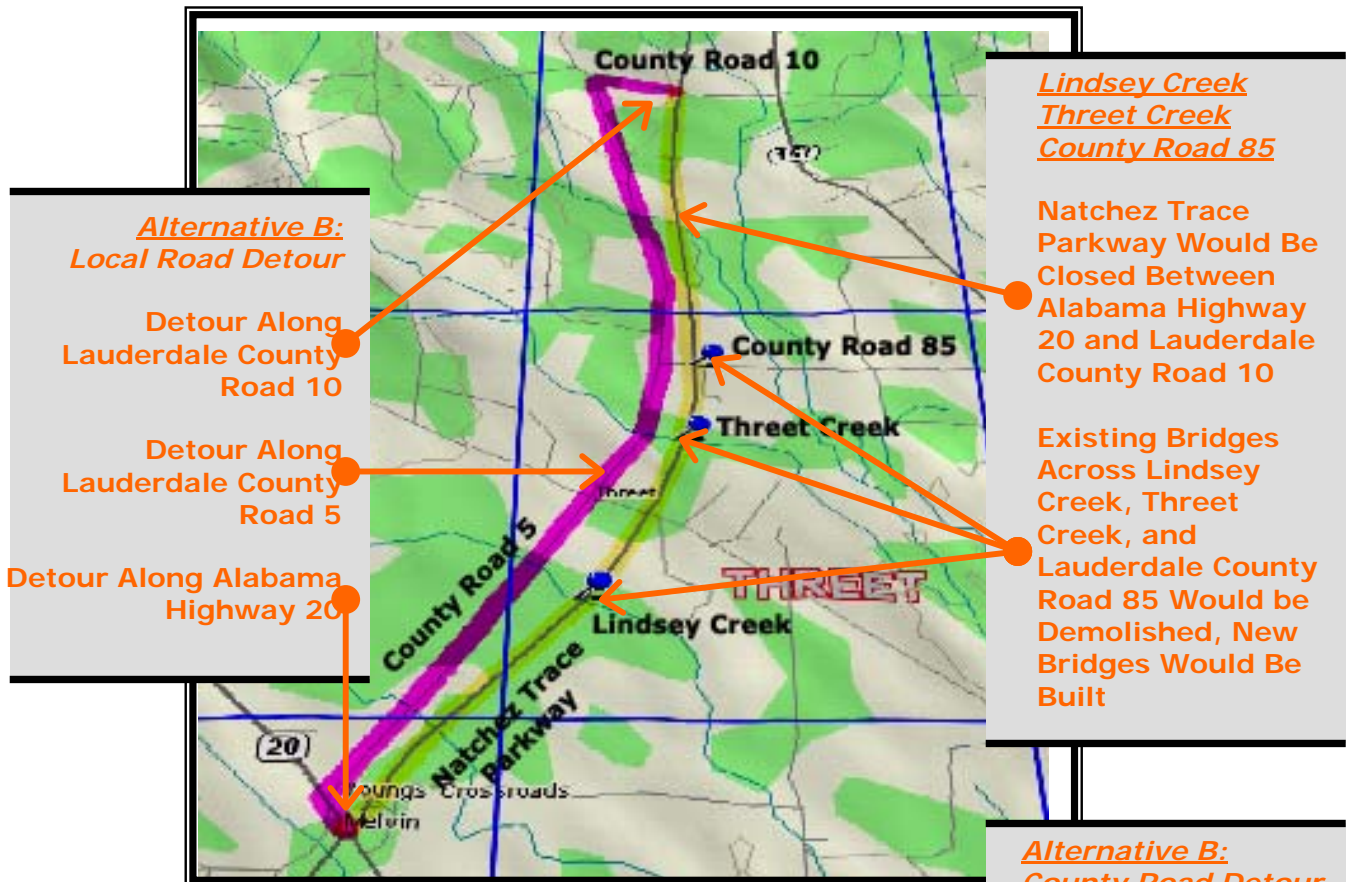 County Road 10
Lindsey Creek
Threet Creek
County Road 85
Natchez Trace
Parkway Would Be
Closed Between
Alabama Highway
20 and Lauderdale
County Road 10
Existing Bridges
Across Lindsey
Creek, Threet
Creek, and
Lauderdale County
Road 85 Would be
Demolished, New
Bridges Would Be
Built
Alternative B:
Local Road Detour
Detour Along
Lauderdale County
Road 10
Detour Along
Lauderdale County
Road 5
Detour Along Alabama
Highway 20
County Road 85
Threet Creek
Threet
THREET
Lindsey Creek
County Road 5
Natchez Trace
Parkway
20
Youngs Crossroads
Melvin
Alternative B:
County Road Detour